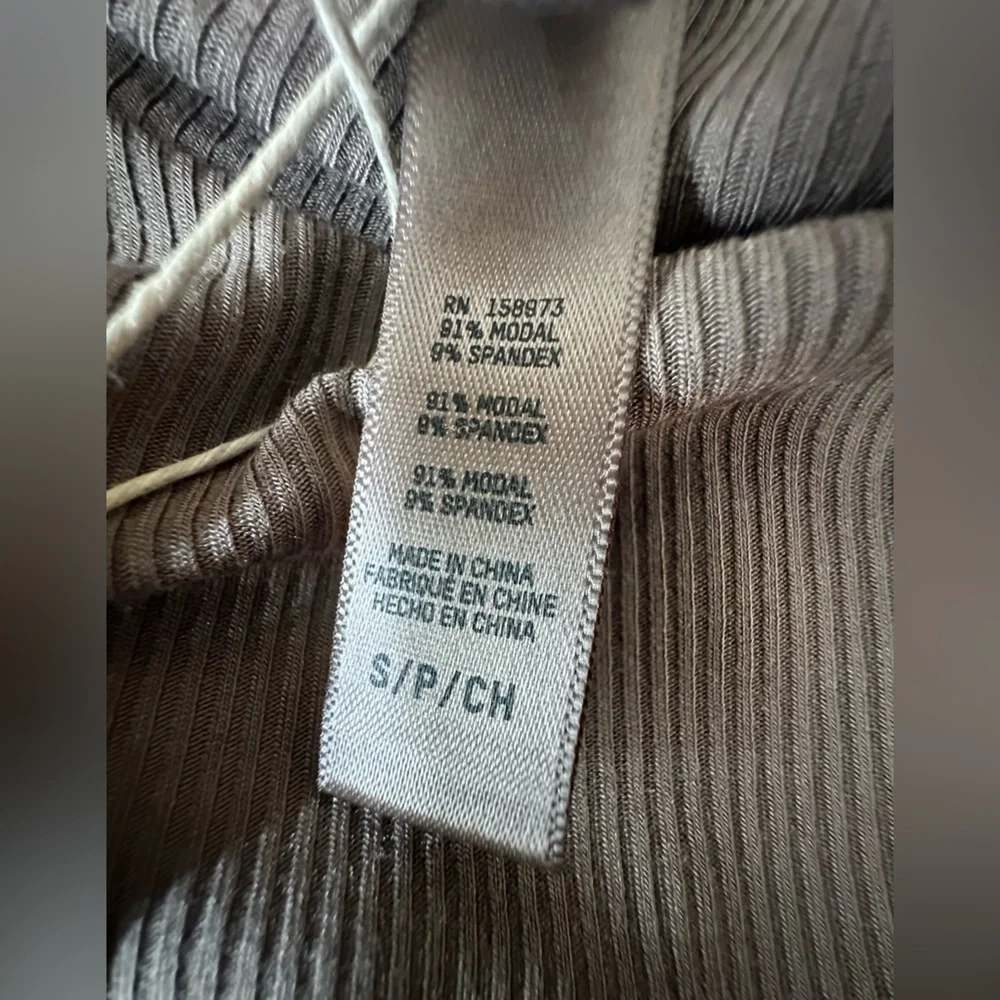 RN 158973
91% MODAL
9% SPANDEX
91% MODAL
9% SPANDEX
91% MODAL
9% SPANDEX
MADE IN CHINA
FABRIQUÉ EN CHINE
HECHO EN CHINA
S/P/CH